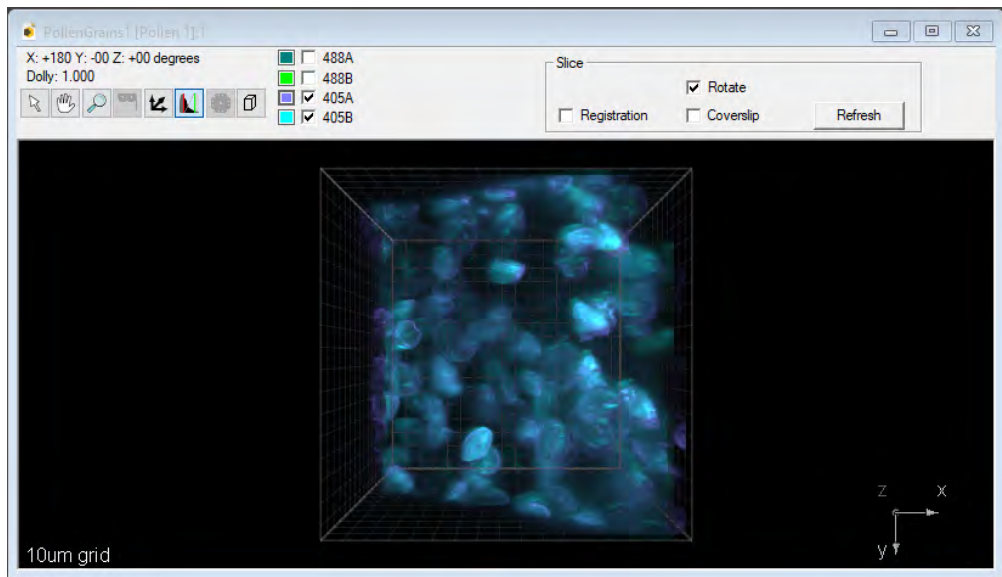 PollenGrains1 [Pollen 1]:1
X: +180 Y: -00 Z: +00 degrees
Dolly: 1.000
488A
488B
405A
405B
Slice
Rotate
Registration
Coverslip
Refresh
z
x
y
10um grid